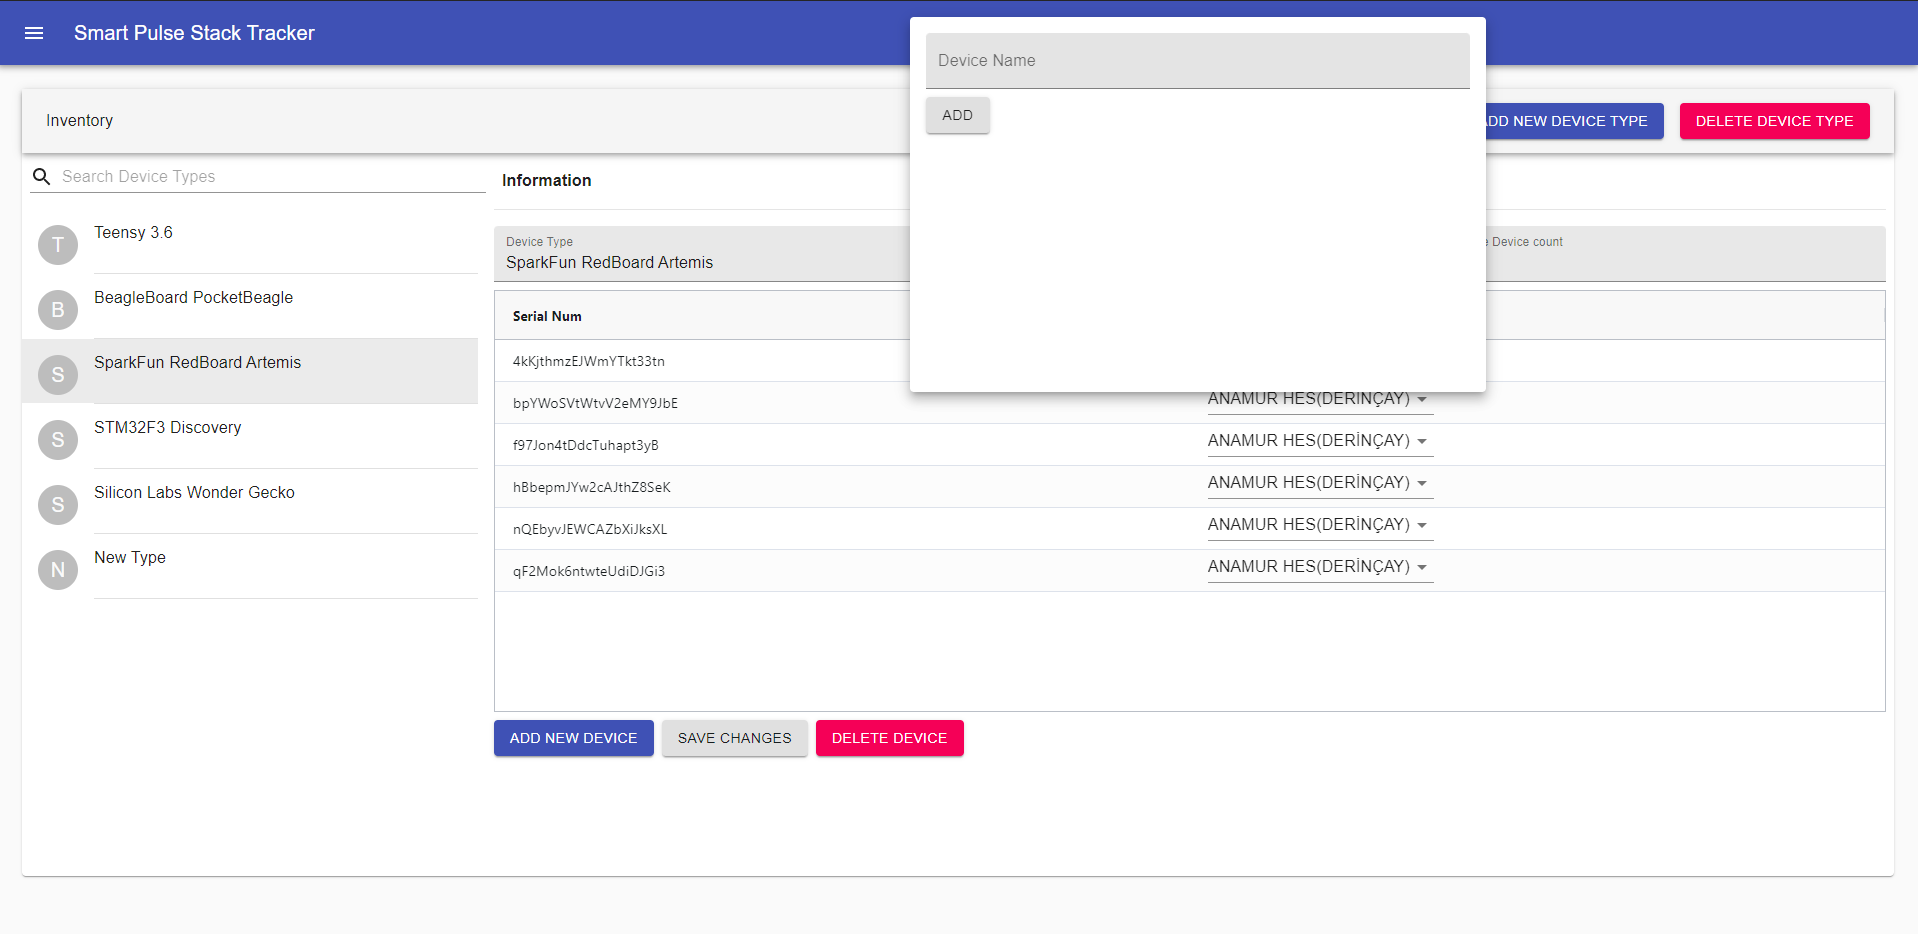 Smart Pulse Stack Tracker
Device Name
ADD
Inventory
DD NEW DEVICE TYPE
DELETE DEVICE TYPE
Search Device Types
T
Teensy 3.6
B
BeagleBoard PocketBeagle
S
SparkFun RedBoard Artemis
S
STM32F3 Discovery
S
Silicon Labs Wonder Gecko
N
New Type
Information
Device Type
SparkFun RedBoard Artemis
Device count
Serial Num
4kKjthmzEJWmYTkt33tn
bpYWoSVtWtvV2eMY9JbE ANAMUR HES(DERİNÇAY)
f97Jon4tDdcTuhapt3yB ANAMUR HES(DERİNÇAY)
hBbepmJYw2cAJthZ8SeK ANAMUR HES(DERİNÇAY)
nQEbyvJEWCAZbXiJksXL ANAMUR HES(DERİNÇAY)
qF2Mok6ntwteUdiDJGi3 ANAMUR HES(DERİNÇAY)
ADD NEW DEVICE
SAVE CHANGES
DELETE DEVICE